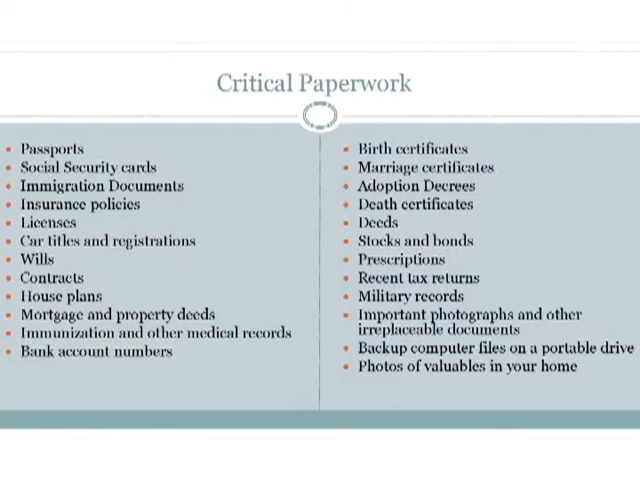 Critical Paperwork
Passports
Social Security cards
Immigration Documents
Insurance policies
Licenses
Car titles and registrations
Wills
Contracts
House plans
Mortgage and property deeds
Immunization and other medical records
Bank account numbers
Birth certificates
Marriage certificates
Adoption Decrees
Death certificates
Deeds
Stocks and bonds
Prescriptions
Recent tax returns
Military records
Important photographs and other
irreplaceable documents
Backup computer files on a portable drive
Photos of valuables in your home